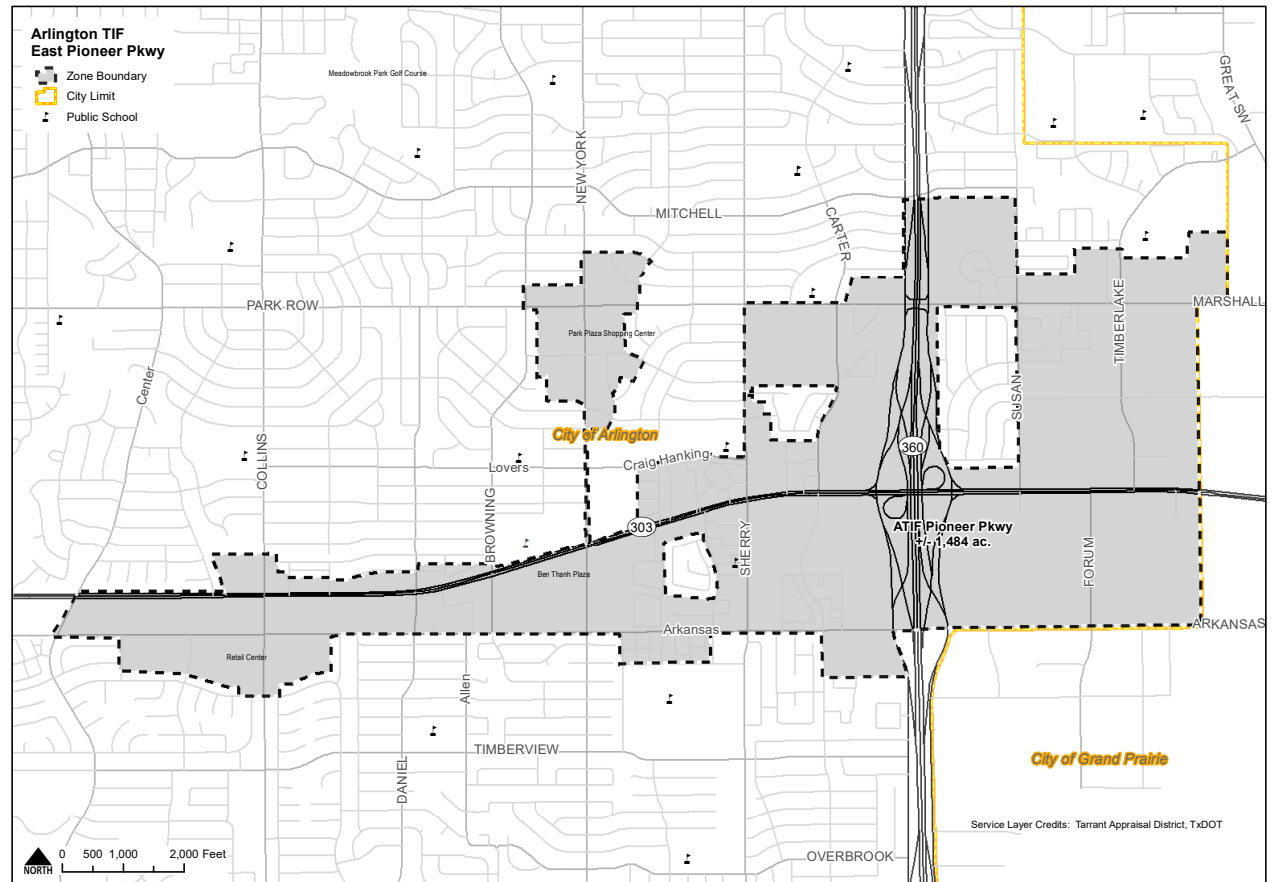 Arlington TIF
East Pioneer Pkwy
Zone Boundary
City Limit
Public School
Meadowbrook Park Golf Course
GREAT-SW
NEW YORK
MITCHELL
CARTER
PARK ROW
MARSHALL
Park Plaza Shopping Center
TIMBERLAKE
Center
SUSAN
City of Arlington
COLLINS
360
Craig Hanking
Lovers
BROWNING
303
ATIF Pioneer Pkwy
+/- 1,484 ac.
SHERRY
FORUM
Ben Thanh Plaza
Arkansas
ARKANSAS
Retail Center
Allen
TIMBERVIEW
DANIEL
City of Grand Prairie
Service Layer Credits: Tarrant Appraisal District, TxDOT
OVERBROOK
NORTH
0 500 1,000 2,000 Feet